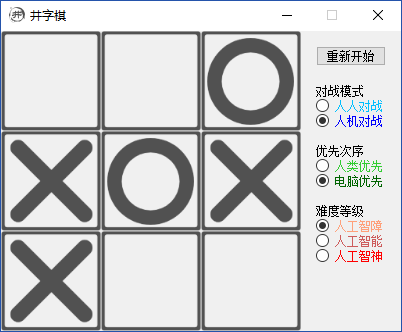 井字棋
重新开始
对战模式
人人对战
人机对战
优先次序
人类优先
电脑优先
难度等级
人工智障
人工智能
人工智神